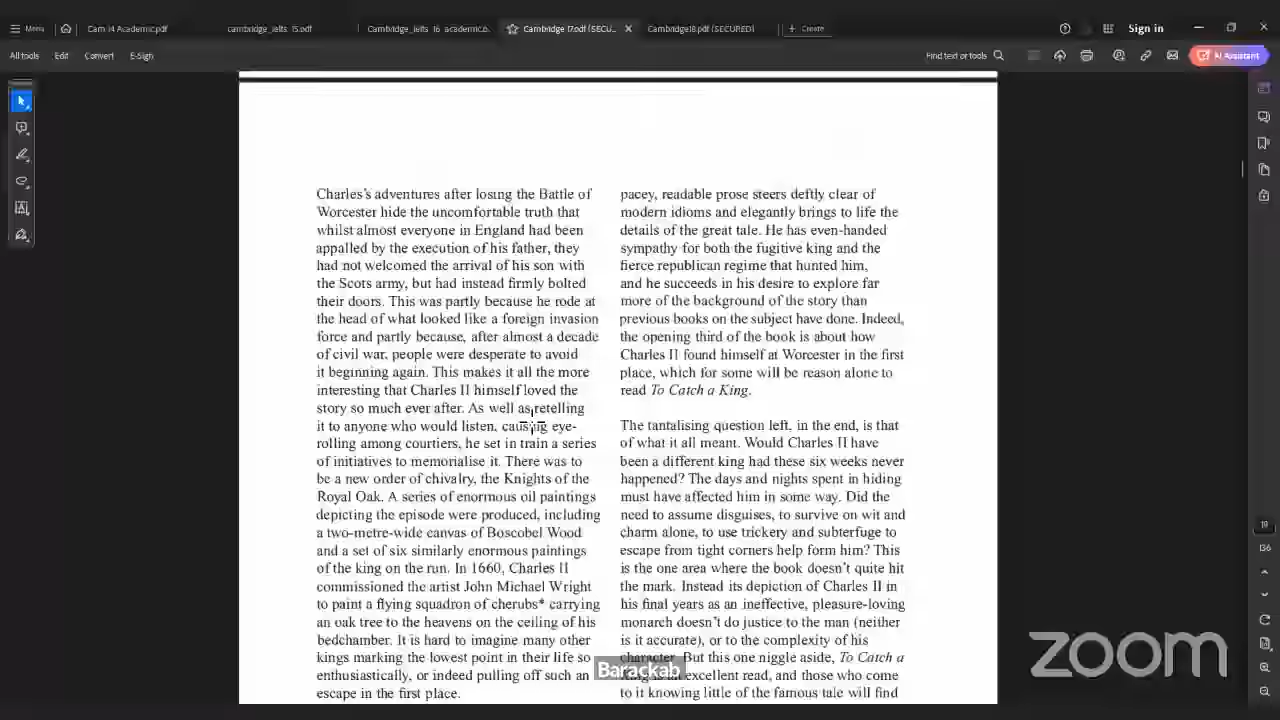 Menu
Cam 14 Academic.pdf
cambridge_ielts_15.pdf
Cambridge_ielts_16_academic.o..
Cambridge 17.pdf (SECU...
Cambridge18.pdf (SECURED)
Create
Sign in
All tools
Edit
Convert
E-Sign
Find text or tools
AI Assistant
Charles's adventures after losing the Battle of
Worcester hide the uncomfortable truth that
whilst almost everyone in England had been
appalled by the execution of his father, they
had not welcomed the arrival of his son with
the Scots army, but had instead firmly bolted
their doors. This was partly because he rode at
the head of what looked like a foreign invasion
force and partly because, after almost a decade
of civil war, people were desperate to avoid
it beginning again. This makes it all the more
interesting that Charles II himself loved the
story so much ever after. As well as retelling
it to anyone who would listen, causing eye-
rolling among courtiers, he set in train a series
of initiatives to memorialise it. There was to
be a new order of chivalry, the Knights of the
Royal Oak. A series of enormous oil paintings
depicting the episode were produced, including
a two-metre-wide canvas of Boscobel Wood
and a set of six similarly enormous paintings
of the king on the run. In 1660, Charles II
commissioned the artist John Michael Wright
to paint a flying squadron of cherubs* carrying
an oak tree to the heavens on the ceiling of his
bedchamber. It is hard to imagine many other
kings marking the lowest point in their life so
enthusiastically, or indeed pulling off such an
escape in the first place.
pacey, readable prose steers deftly clear of
modern idioms and elegantly brings to life the
details of the great tale. He has even-handed
sympathy for both the fugitive king and the
fierce republican regime that hunted him,
and he succeeds in his desire to explore far
more of the background of the story than
previous books on the subject have done. Indeed,
the opening third of the book is about how
Charles II found himself at Worcester in the first
place, which for some will be reason alone to
read To Catch a King.
The tantalising question left, in the end, is that
of what it all meant. Would Charles II have
been a different king had these six weeks never
happened? The days and nights spent in hiding
must have affected him in some way. Did the
need to assume disguises, to survive on wit and
charm alone, to use trickery and subterfuge to
escape from tight corners help form him? This
is the one area where the book doesn't quite hit
the mark. Instead its depiction of Charles II in
his final years as an ineffective, pleasure-loving
monarch doesn't do justice to the man (neither
is it accurate), or to the complexity of his
character. But this one niggle aside, To Catch a
is an excellent read, and those who come
to it knowing little of the famous tale will find
Barackab
19
136
zoom